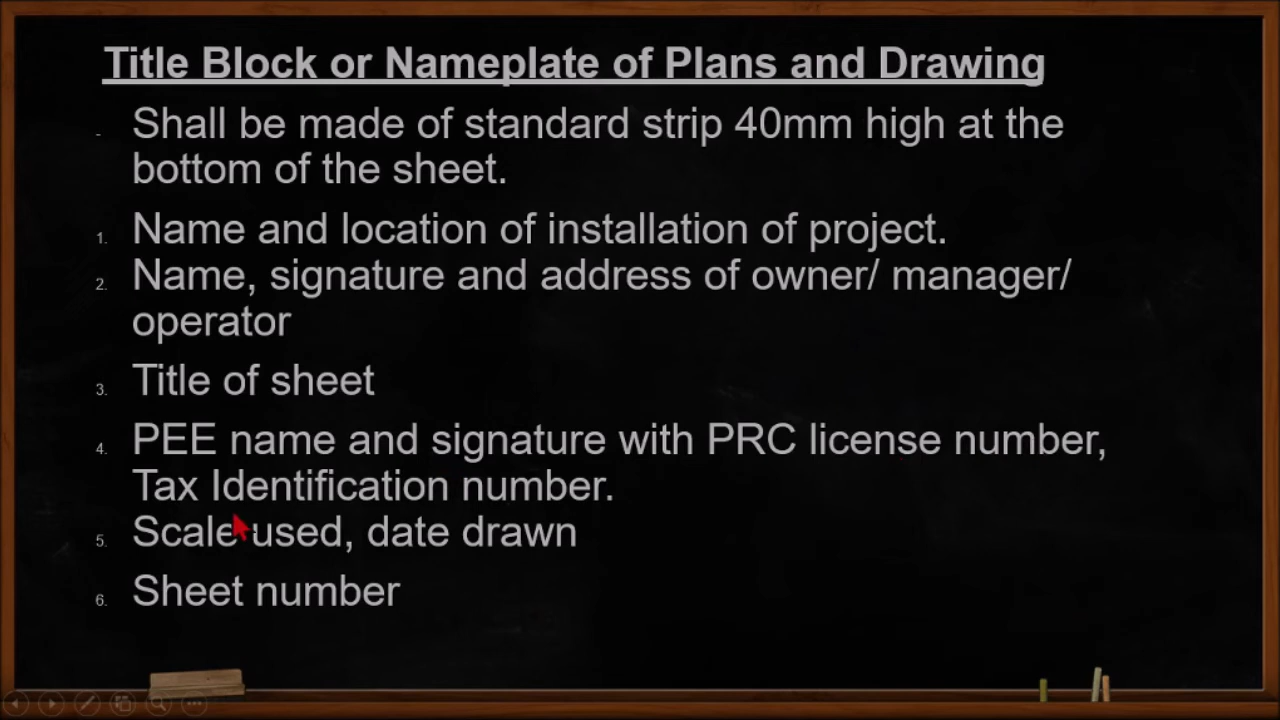 Title Block or Nameplate of Plans and Drawing
- Shall be made of standard strip 40mm high at the
bottom of the sheet.
1. Name and location of installation of project.
2. Name, signature and address of owner/ manager/
operator
3. Title of sheet
4. PEE name and signature with PRC license number,
Tax Identification number.
5. Scale used, date drawn
6. Sheet number